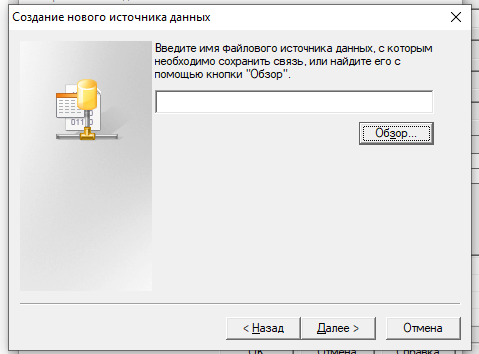 Создание нового источника данных
Введите имя файлового источника данных, с которым
необходимо сохранить связь, или найдите его с
помощью кнопки "Обзор".
Обзор...
< Назад
Далее >
Отмена